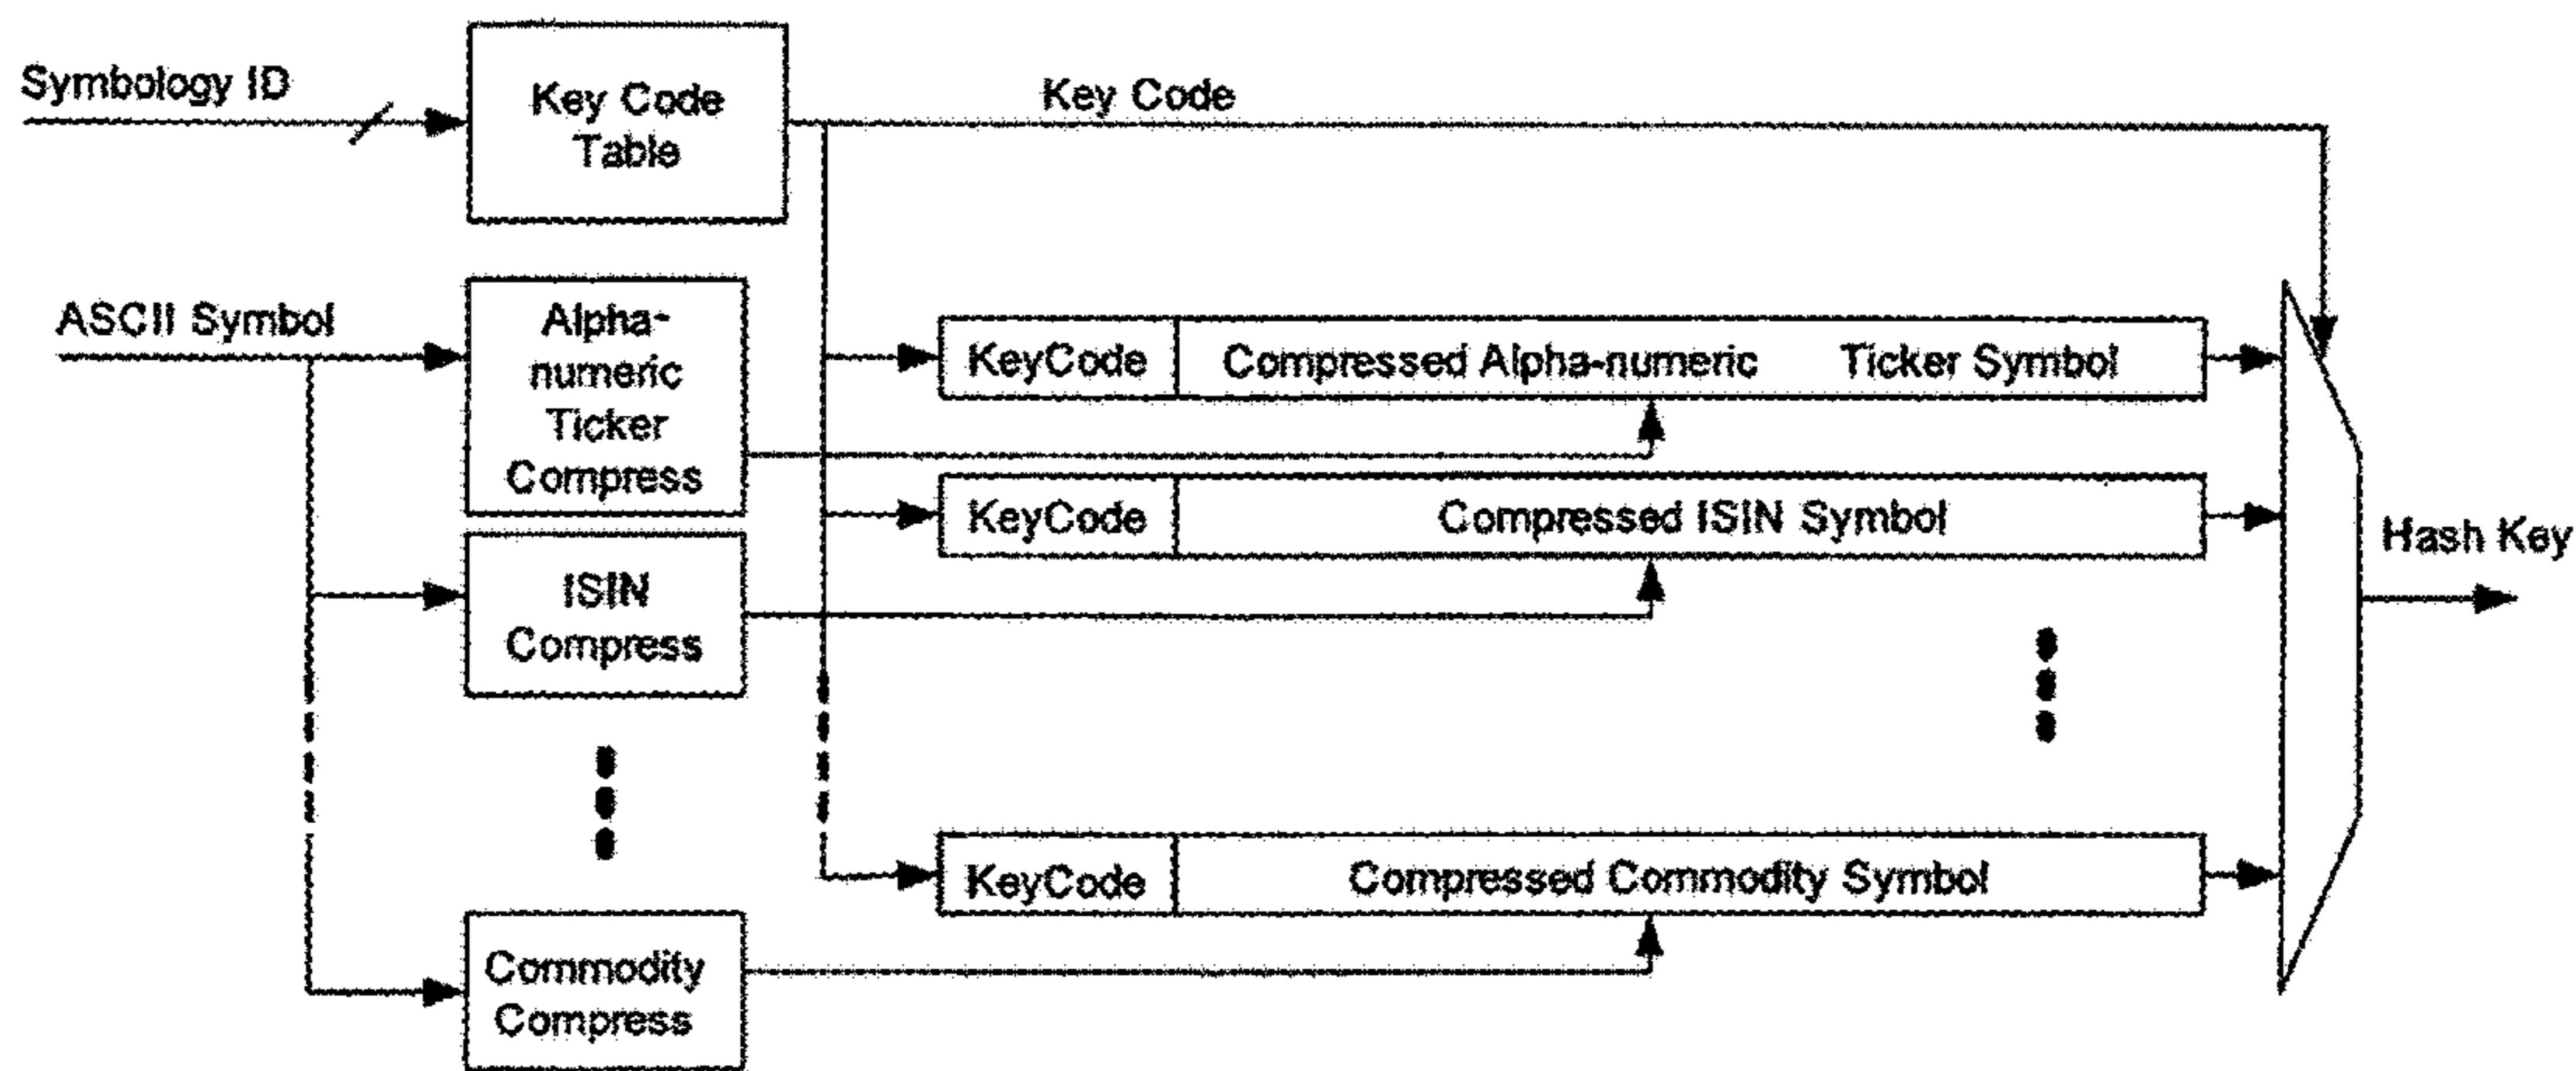 Symbology ID
Key Code
Table
Key Code
ASCII Symbol
Alpha-
numeric
Ticker
Compress
KeyCode
Compressed Alpha-numeric Ticker Symbol
KeyCode
Compressed ISIN Symbol
Hash Key
ISIN
Compress
KeyCode
Compressed Commodity Symbol
Commodity
Compress